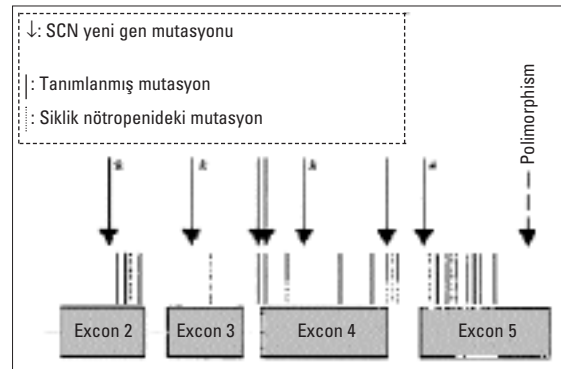 ↓: SCN yeni gen mutasyonu
|: Tanımlanmış mutasyon
⋮: Siklik nötropenideki mutasyon
Polimorphism
Excon 2
Excon 3
Excon 4
Excon 5